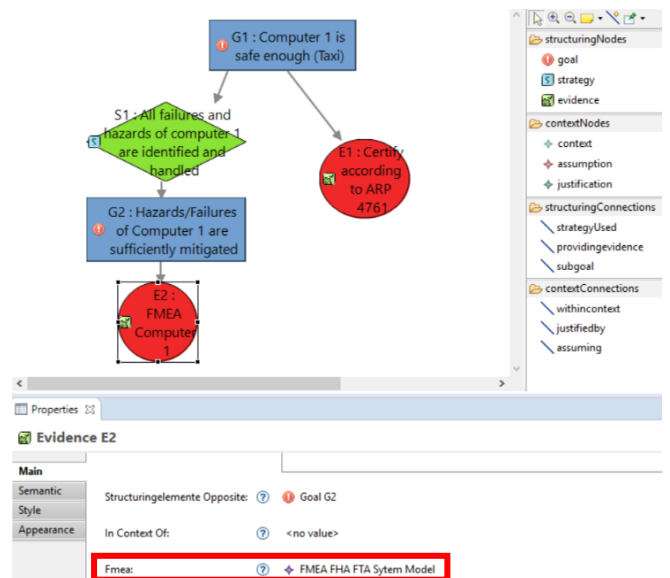 G1 : Computer 1 is
safe enough (Taxi)
S1 : All failures and
hazards of computer 1
are identified and
handled
E1 : Certify
according
to ARP
4761
G2 : Hazards/Failures
of Computer 1 are
sufficiently mitigated
E2 :
FMEA
Computer
1
structuringNodes
goal
strategy
evidence
contextNodes
context
assumption
justification
structuringConnections
strategyUsed
providingevidence
subgoal
contextConnections
withincontext
justifiedby
assuming
Properties
Evidence E2
Main
Semantic
Style
Appearance
Structuringelemente Opposite: Goal G2
In Context Of: <no value>
Fmea: FMEA FHA FTA Sytem Model